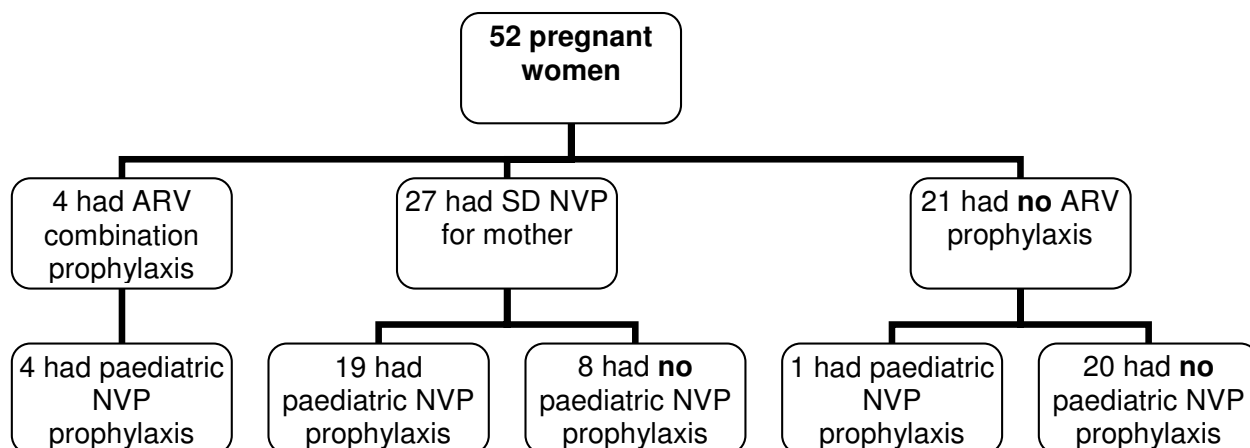 52 pregnant
women
4 had ARV
combination
prophylaxis
27 had SD NVP
for mother
21 had no ARV
prophylaxis
4 had paediatric
NVP
prophylaxis
19 had
paediatric NVP
prophylaxis
8 had no
paediatric NVP
prophylaxis
1 had paediatric
NVP
prophylaxis
20 had no
paediatric NVP
prophylaxis